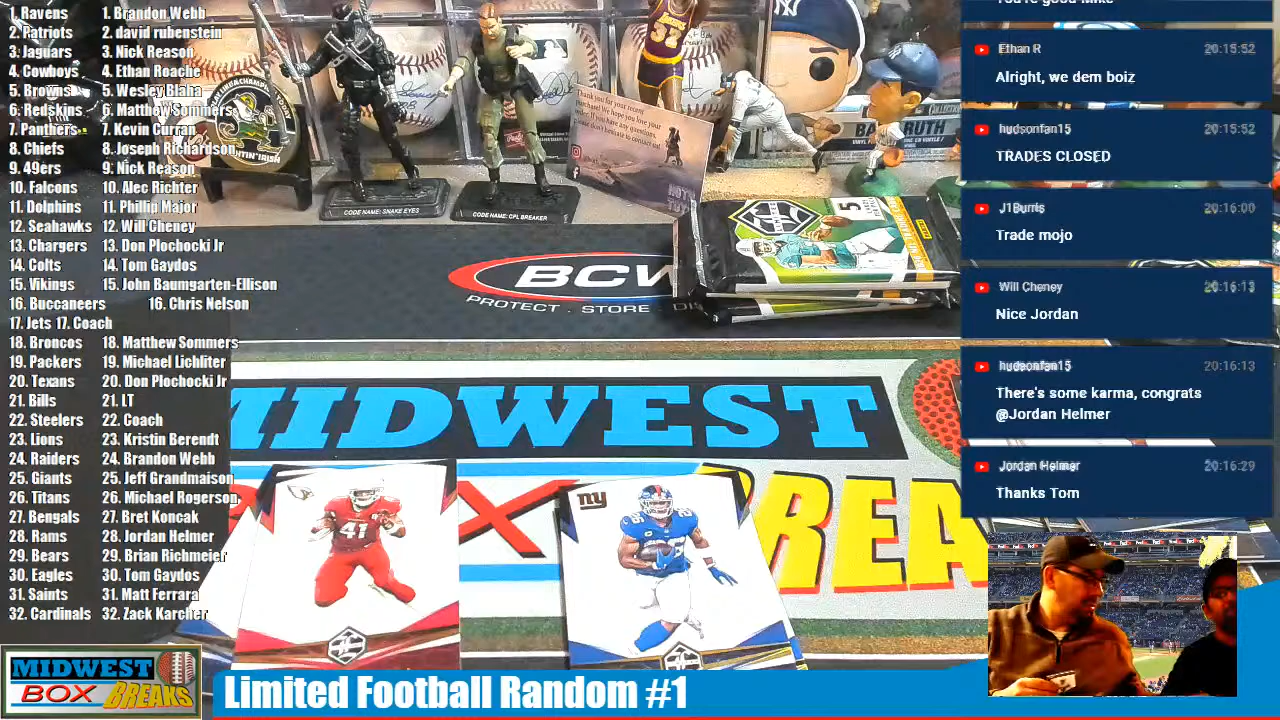 1. Ravens 1. Brandon Webb
2. Patriots 2. david rubenstein
3. Jaguars 3. Nick Reason
4. Cowboys 4. Ethan Roache
5. Browns 5. Wesley Blaha
6. Redskins 6. Matthew Sommers
7. Panthers 7. Kevin Curran
8. Chiefs 8. Joseph Richardson
9. 49ers 9. Nick Reason
10. Falcons 10. Alec Richter
11. Dolphins 11. Phillip Major
12. Seahawks 12. Will Cheney
13. Chargers 13. Don Plochocki Jr
14. Colts 14. Tom Gaydos
15. Vikings 15. John Baumgarten-Ellison
16. Buccaneers 16. Chris Nelson
17. Jets 17. Coach
18. Broncos 18. Matthew Sommers
19. Packers 19. Michael Lichliter
20. Texans 20. Don Plochocki Jr
21. Bills 21. LT
22. Steelers 22. Coach
23. Lions 23. Kristin Berendt
24. Raiders 24. Brandon Webb
25. Giants 25. Jeff Grandmaison
26. Titans 26. Michael Rogerson
27. Bengals 27. Bret Koncak
28. Rams 28. Jordan Helmer
29. Bears 29. Brian Richmeier
30. Eagles 30. Tom Gaydos
31. Saints 31. Matt Ferrara
32. Cardinals 32. Zack Karcher
CODE NAME: SNAKE EYES
CODE NAME: CPL BREAKER
Thank you for your recent
33
BABE RUTH
5
BCW
PROTECT . STORE .
MIDWEST
BREA
41
ny
26
Ethan R 20:15:52
Alright, we dem boiz
hudsonfan15 20:15:52
TRADES CLOSED
J1Burris 20:16:00
Trade mojo
Will Cheney 20:16:13
Nice Jordan
hudsonfan15 20:16:13
There's some karma, congrats
@Jordan Helmer
Jordan Helmer 20:16:29
Thanks Tom
MIDWEST
BOX BREAKS
Limited Football Random #1